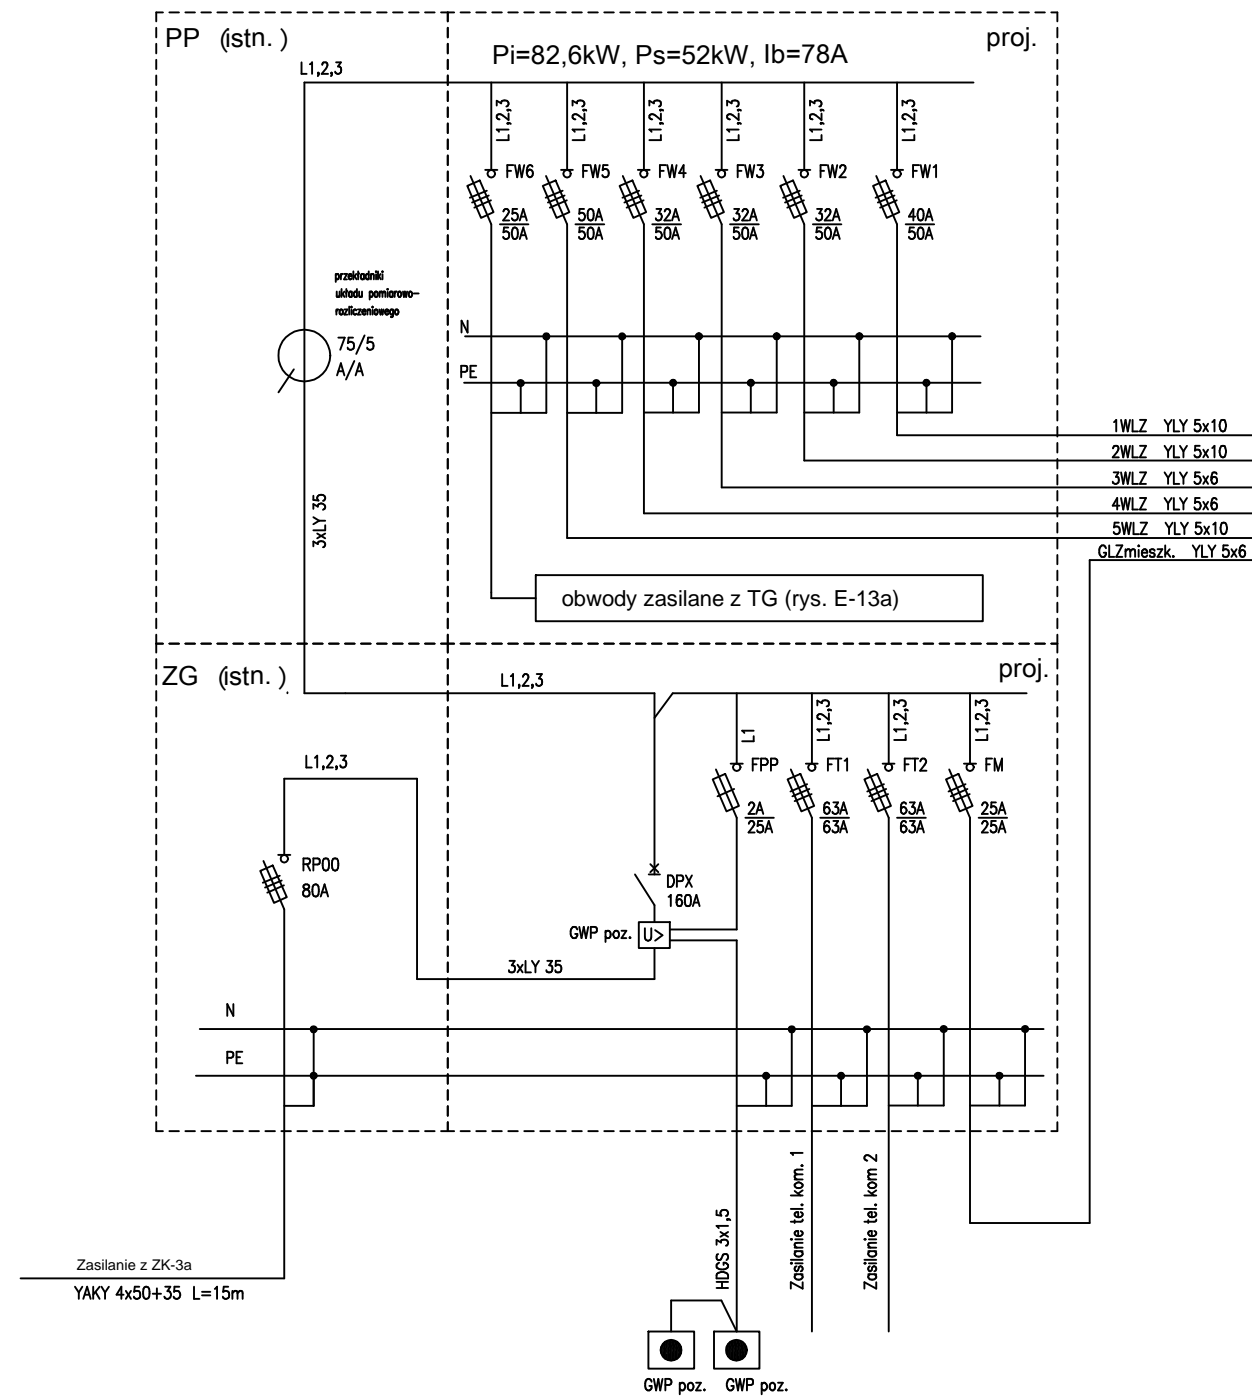 PP (istn. )
proj.
Pi=82,6kW, Ps=52kW, Ib=78A
L1,2,3
L1,2,3
L1,2,3
L1,2,3
L1,2,3
L1,2,3
L1,2,3
FW6
FW5
FW4
FW3
FW2
FW1
25A
50A
50A
50A
32A
50A
32A
50A
32A
50A
40A
50A
przekładniki
układu pomiarowo-
rozliczeniowego
75/5
A/A
N
PE
3xLY 35
1WLZ YLY 5x10
2WLZ YLY 5x10
3WLZ YLY 5x6
4WLZ YLY 5x6
5WLZ YLY 5x10
GLZmieszk. YLY 5x6
obwody zasilane z TG (rys. E-13a)
ZG (istn. )
proj.
L1,2,3
L1
L1,2,3
L1,2,3
L1,2,3
L1,2,3
FPP
FT1
FT2
FM
2A
25A
63A
63A
63A
63A
25A
25A
RP00
80A
DPX
160A
GWP poz.
U>
3xLY 35
N
PE
HDGS 3x1,5
Zasilanie tel. kom. 1
Zasilanie tel. kom 2
Zasilanie z ZK-3a
YAKY 4x50+35 L=15m
GWP poz.
GWP poz.